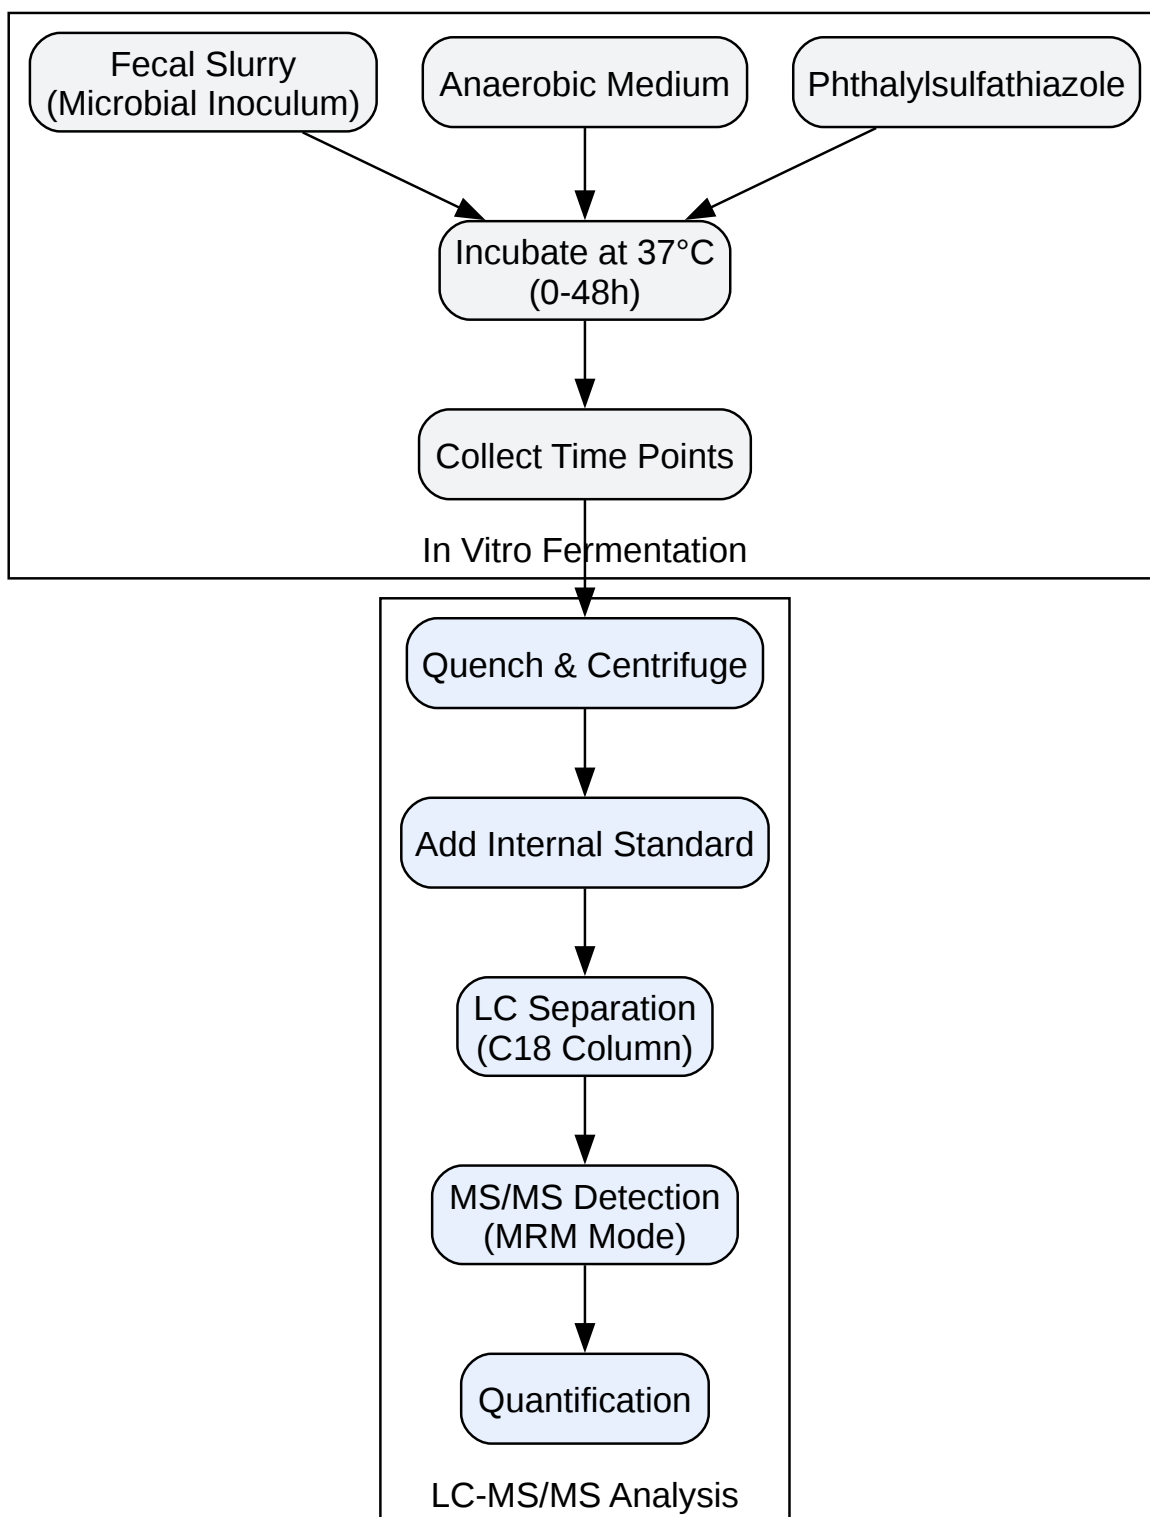 Fecal Slurry
(Microbial Inoculum)
Anaerobic Medium
Phthalylsulfathiazole
Incubate at 37°C
(0-48h)
Collect Time Points
In Vitro Fermentation
Quench & Centrifuge
Add Internal Standard
LC Separation
(C18 Column)
MS/MS Detection
(MRM Mode)
Quantification
LC-MS/MS Analysis